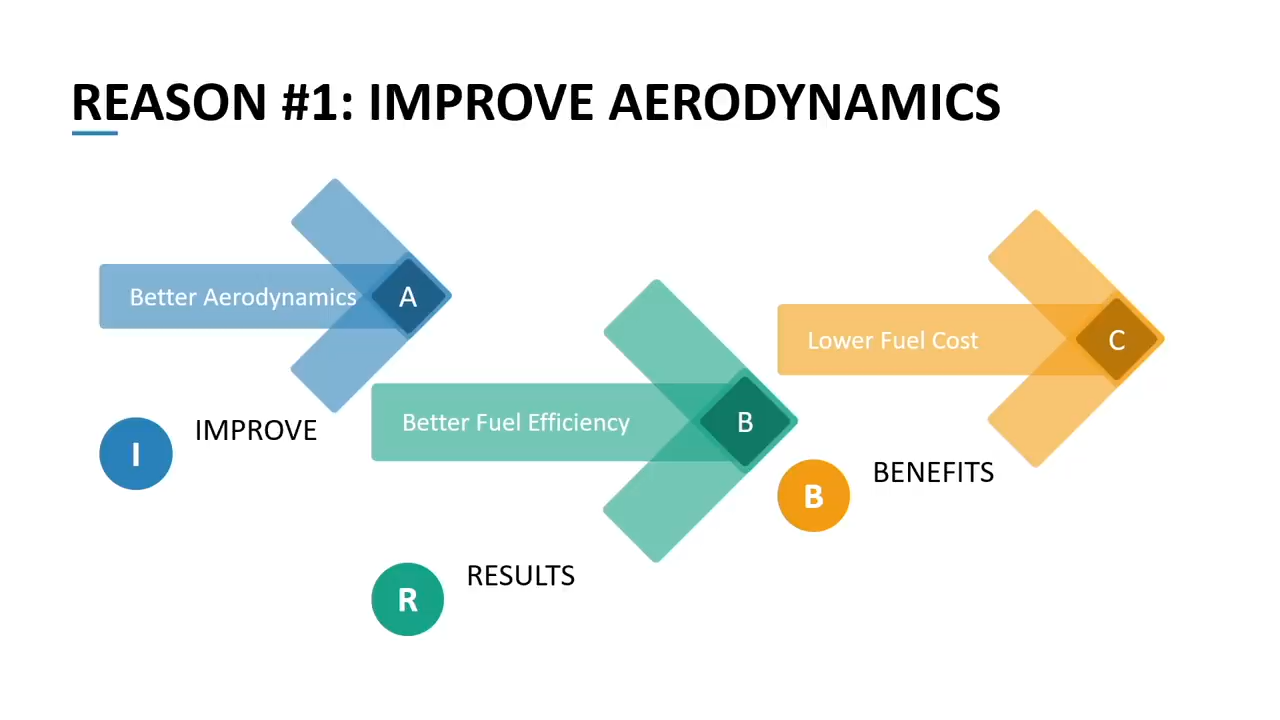 REASON #1: IMPROVE AERODYNAMICS
Better Aerodynamics
A
I
IMPROVE
Better Fuel Efficiency
B
R
RESULTS
Lower Fuel Cost
C
B
BENEFITS